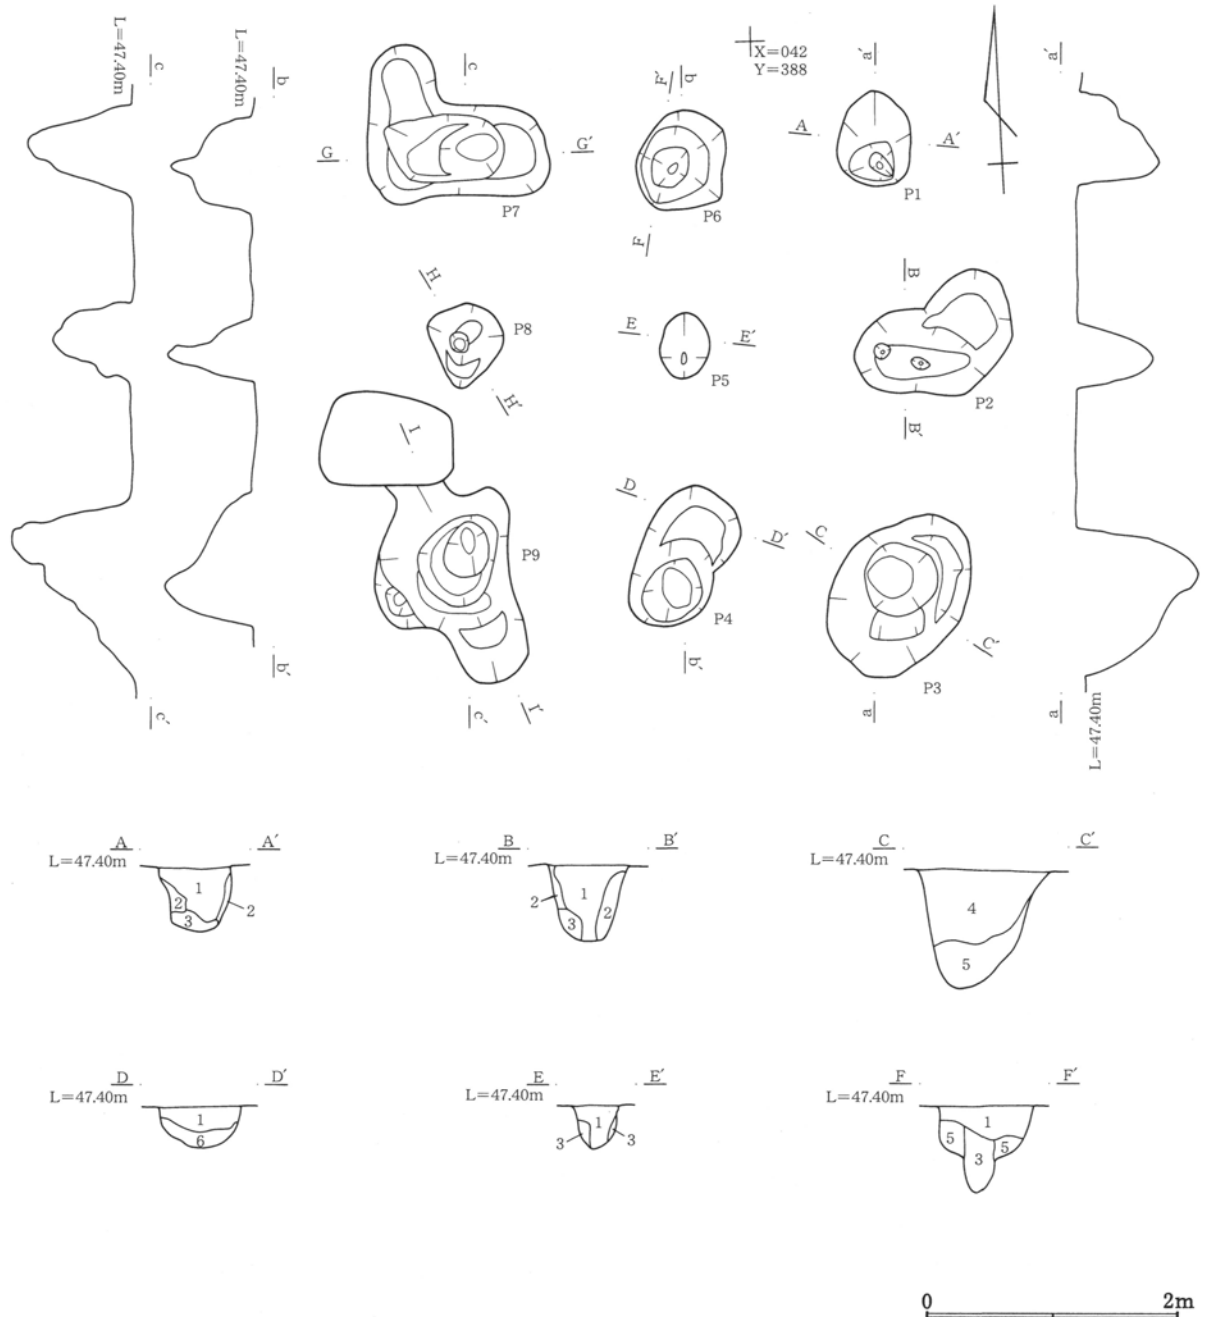 L=47.40m
c
L=47.40m
b
c
F′
b
X=042
Y=388
a′
a′
G
G′
A
A′
P7
P6
P1
F
H
B
P8
E
E′
P5
P2
H′
B′
I
D
D′
C
P9
P4
C′
P3
b′
b′
c′
c′
I′
a
a
L=47.40m
A
A′
L=47.40m
1
2
2
3
B
B′
L=47.40m
1
2
2
3
C
C′
L=47.40m
4
5
D
D′
L=47.40m
1
6
E
E′
L=47.40m
1
3
3
F
F′
L=47.40m
1
5
5
3
0
2m